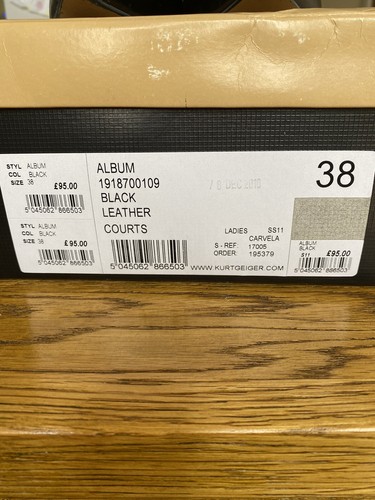 STYL ALBUM
COL BLACK
SIZE 38 £95.00
5 045062 866503
STYL ALBUM
COL BLACK
SIZE 38 £95.00
5 045062 866503
ALBUM
1918700109
BLACK
LEATHER
COURTS
5 045062 866503
38
LADIES SS11
CARVELA
S - REF: 17005
ORDER: 195379
WWW.KURTGEIGER.COM
ALBUM
BLACK
S11 £95.00
5 045062 866503